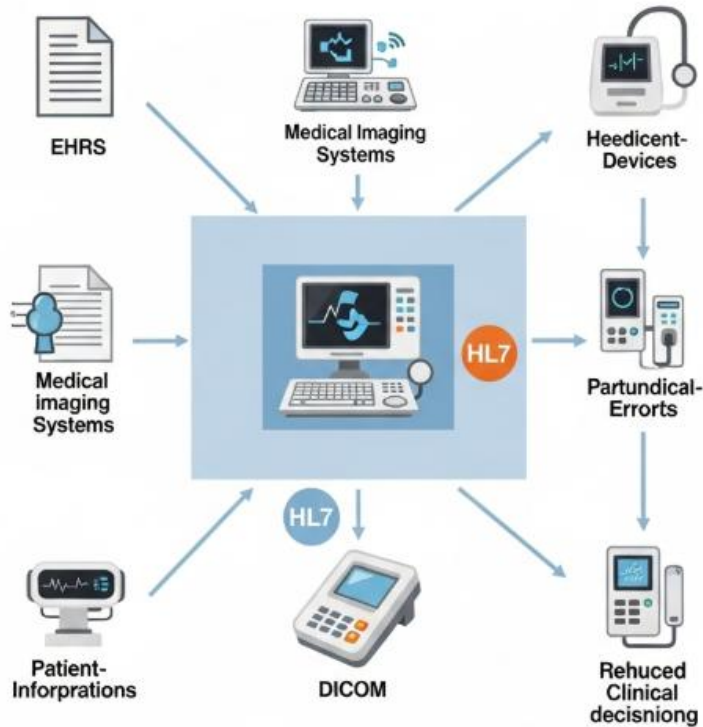 EHRS
Medical Imaging
Systems
Heedicent-
Devices
Medical
imaging
Systems
HL7
Partundical-
Errorts
HL7
Patient-
Inforprations
DICOM
Rehuced
Clinical
decisniong